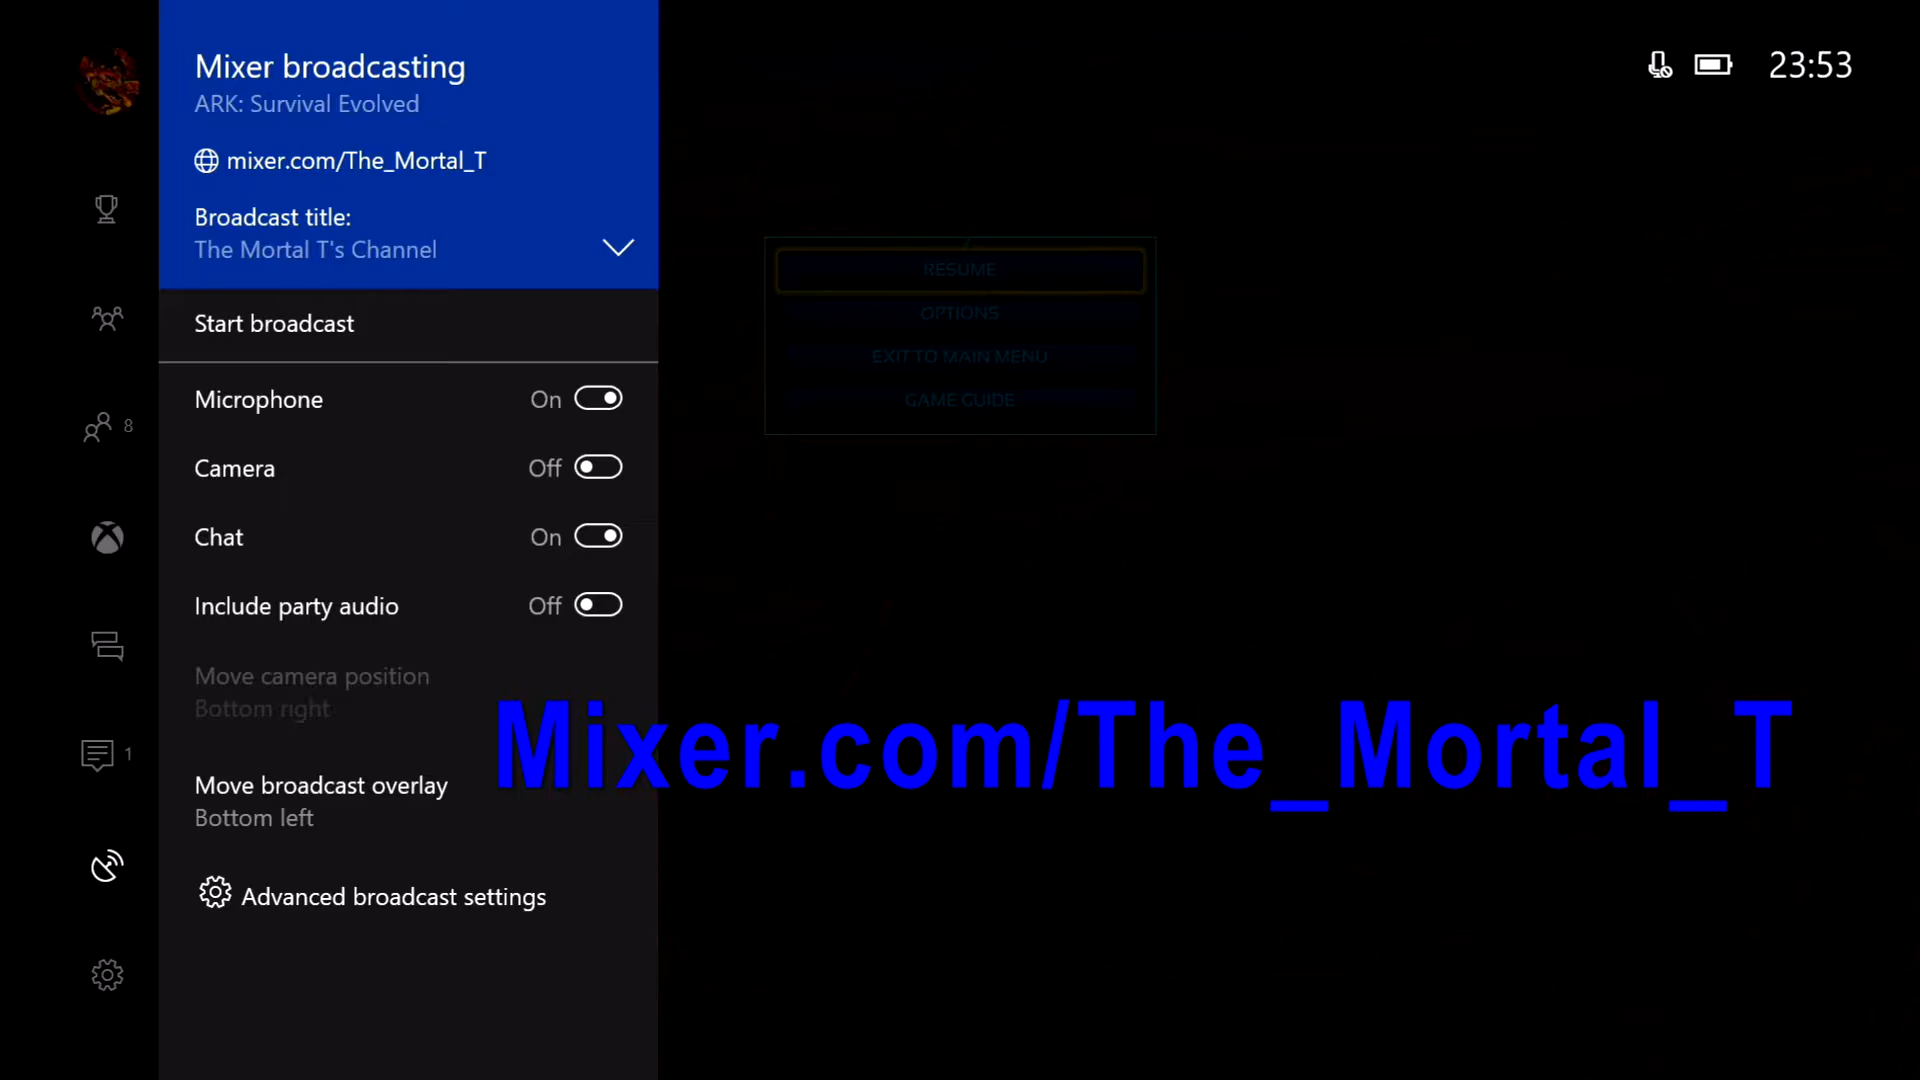 Mixer broadcasting
ARK: Survival Evolved
mixer.com/The_Mortal_T
Broadcast title:
The Mortal T's Channel
Start broadcast
Microphone On
Camera Off
Chat On
Include party audio Off
Move camera position
Bottom right
Move broadcast overlay
Bottom left
Advanced broadcast settings
8
1
23:53
RESUME
OPTIONS
EXIT TO MAIN MENU
GAME GUIDE
Mixer.com/The_Mortal_T